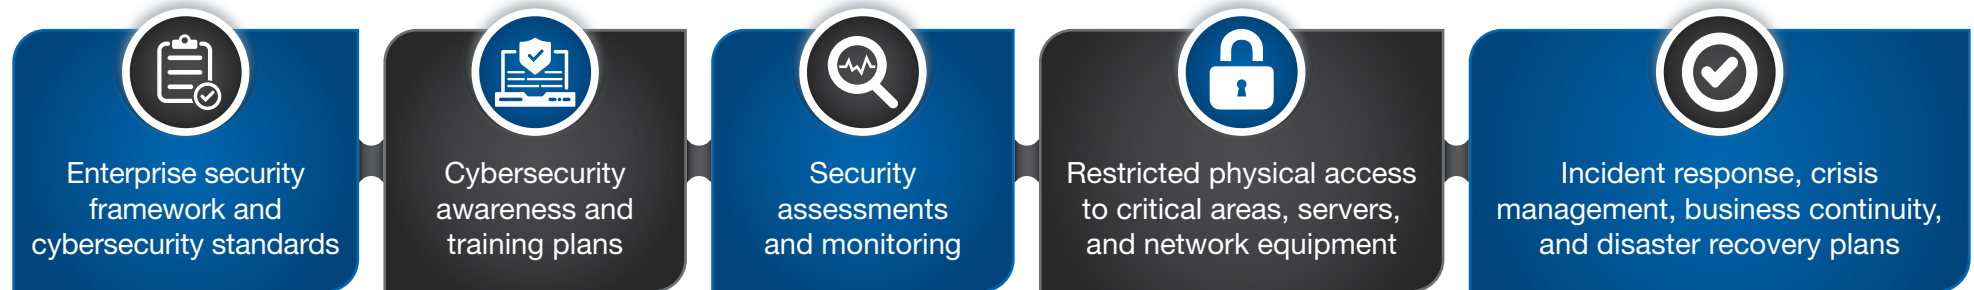 Enterprise security
framework and
cybersecurity standards
Cybersecurity
awareness and
training plans
Security
assessments
and monitoring
Restricted physical access
to critical areas, servers,
and network equipment
Incident response, crisis
management, business continuity,
and disaster recovery plans